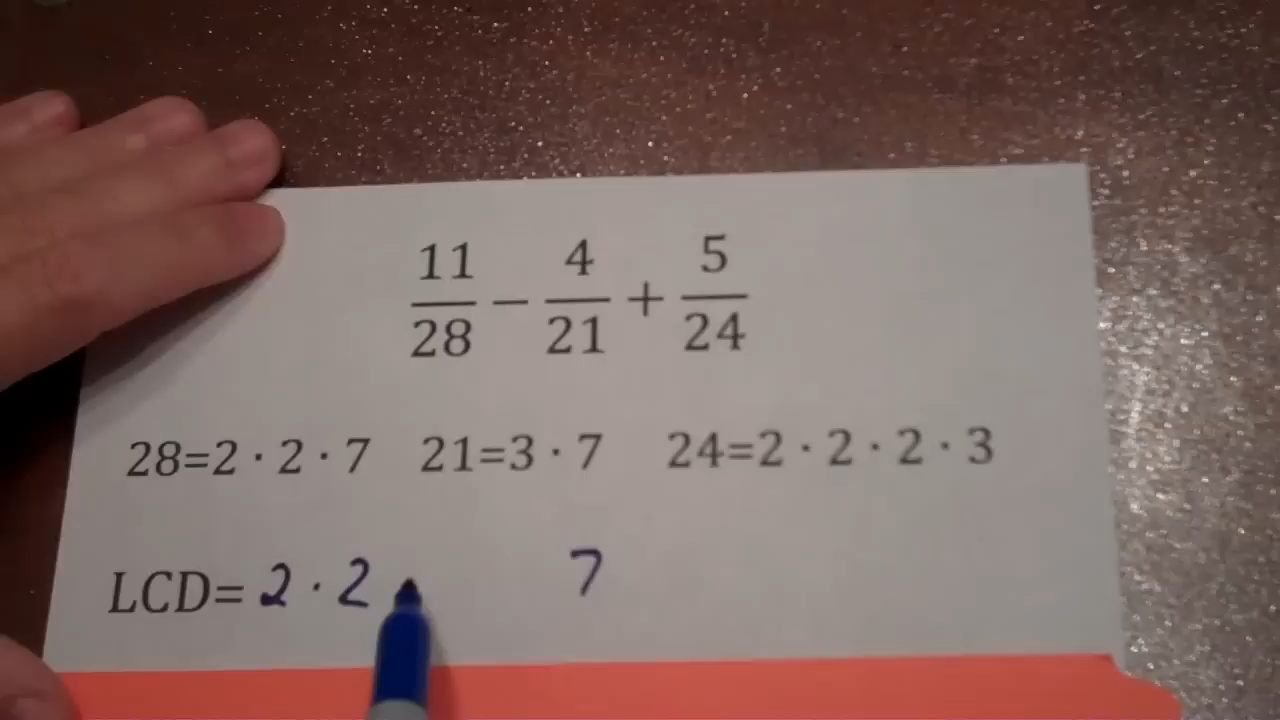 11/28 − 4/21 + 5/24
28=2 · 2 · 7 21=3 · 7 24=2 · 2 · 2 · 3
LCD= 2 · 2 7